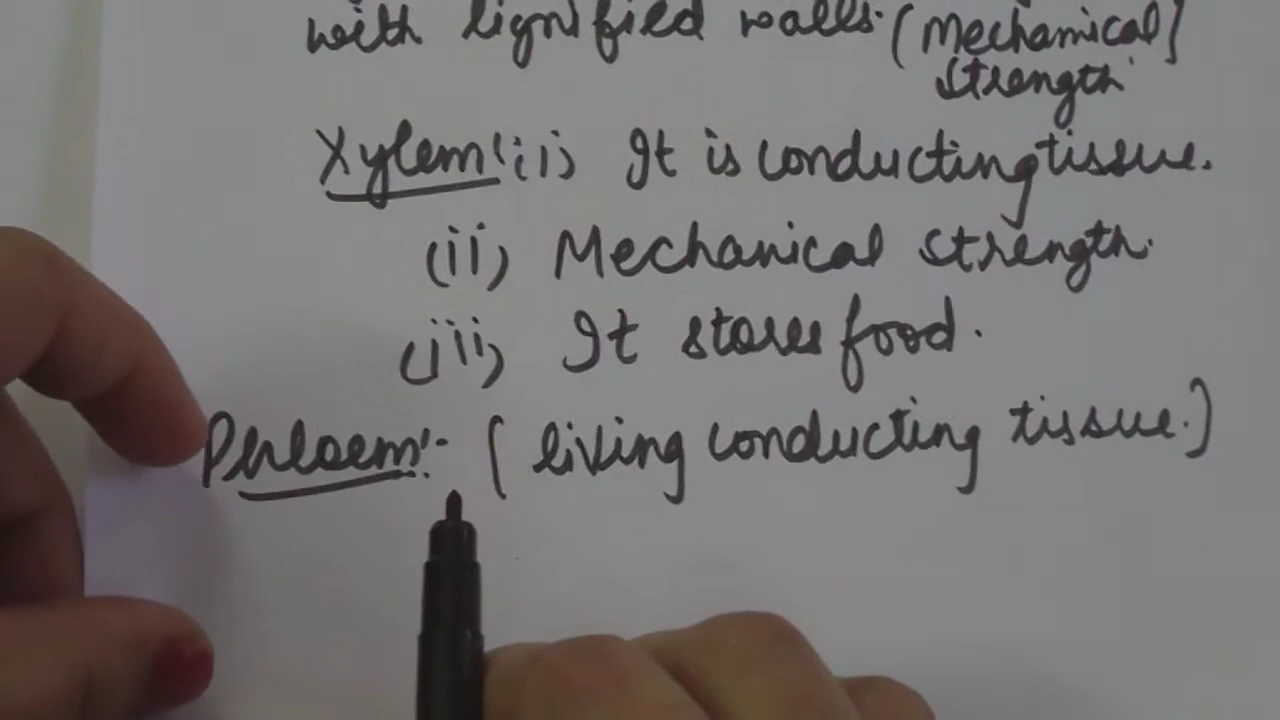 with lignified walls. (Mechamical)
strength
Xylem:(i) It is conducting tissue.
(ii) Mechanical strength.
(iii) It stores food.
Phloem:- (living conducting tissue.)